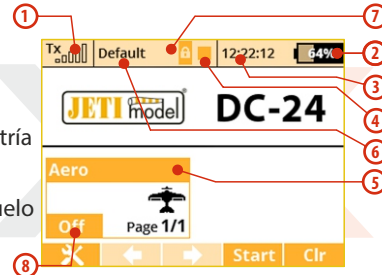 1
7
Tx
Default
12:22:12
64%
2
3
4
JETI model
DC-24
6
tría
Aero
5
uelo
Off
Page 1/1
8
Start
Clr